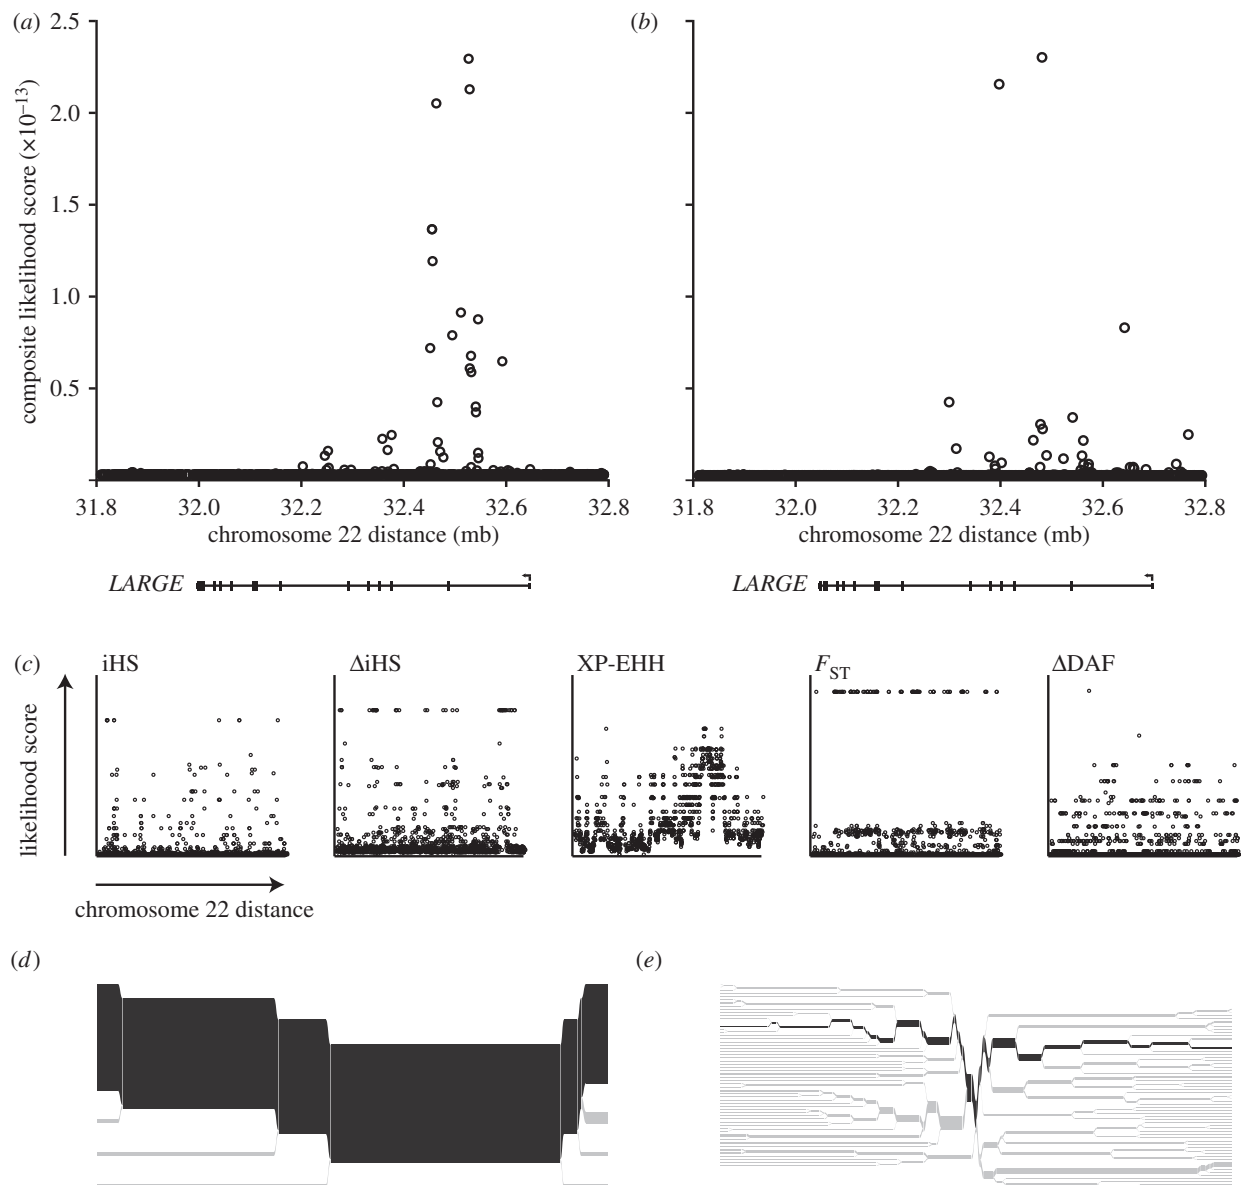 (a)
(b)
composite likelihood score (×10⁻¹³)
2.5
2.0
1.5
1.0
0.5
31.8 32.0 32.2 32.4 32.6 32.8
chromosome 22 distance (mb)
31.8 32.0 32.2 32.4 32.6 32.8
chromosome 22 distance (mb)
LARGE
LARGE
(c)
iHS
ΔiHS
XP-EHH
F_ST
ΔDAF
likelihood score
chromosome 22 distance
(d)
(e)